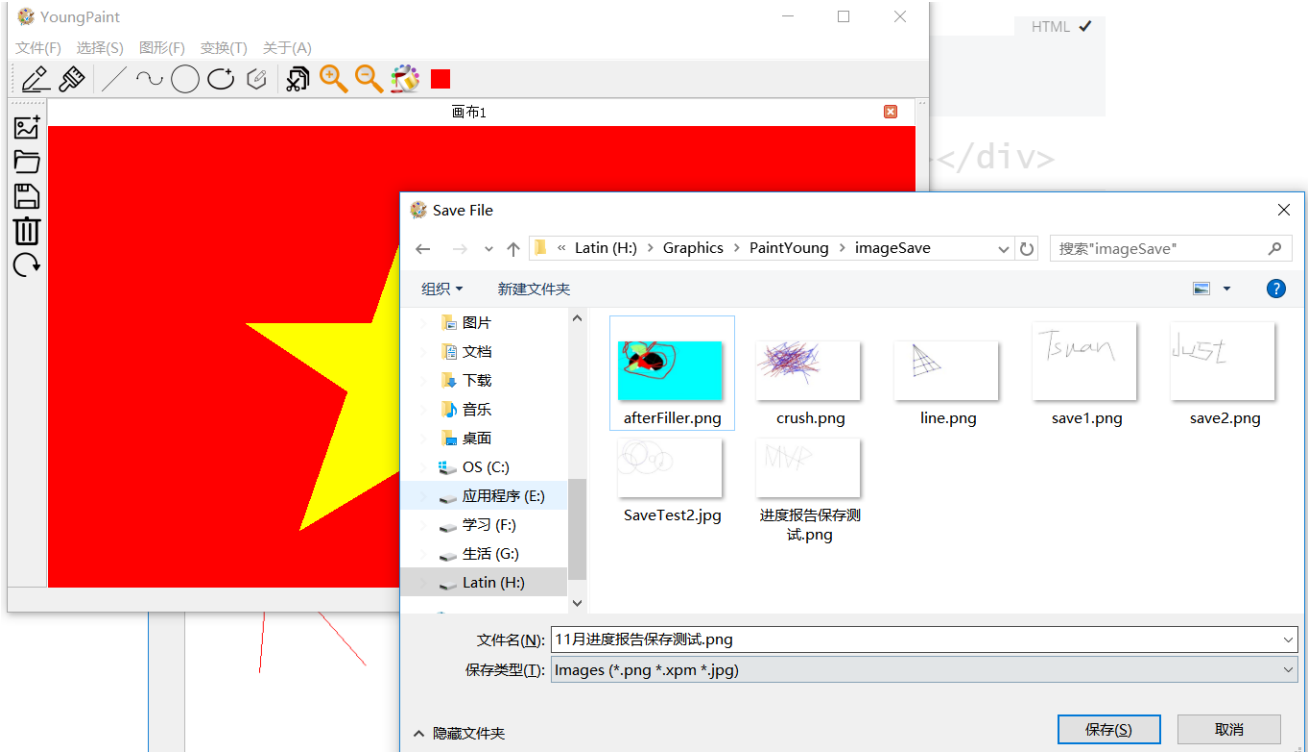 YoungPaint
HTML ✔
文件(F) 选择(S) 图形(F) 变换(T) 关于(A)
画布1
></div>
Save File
« Latin (H:) > Graphics > PaintYoung > imageSave
搜索"imageSave"
组织 新建文件夹
图片
文档
下载
音乐
桌面
OS (C:)
应用程序 (E:)
学习 (F:)
生活 (G:)
Latin (H:)
Tsuan
Just
afterFiller.png
crush.png
line.png
save1.png
save2.png
MVP
SaveTest2.jpg
进度报告保存测
试.png
文件名(N): 11月进度报告保存测试.png
保存类型(T): Images (*.png *.xpm *.jpg)
隐藏文件夹
保存(S) 取消